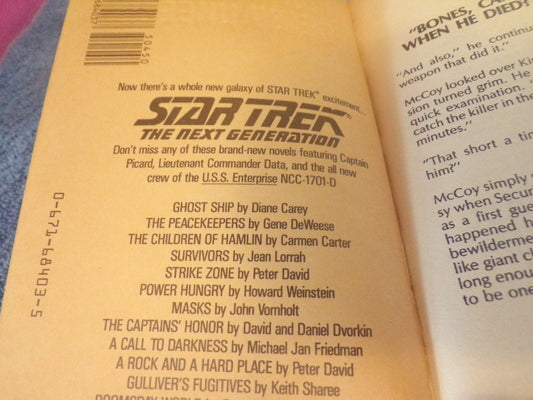 50450
Now there's a whole new galaxy of STAR TREK® excitement...
STAR TREK®
THE NEXT GENERATION
Don't miss any of these brand-new novels featuring Captain
Picard, Lieutenant Commander Data, and the all new
crew of the U.S.S. Enterprise NCC-1701-D
GHOST SHIP by Diane Carey
THE PEACEKEEPERS by Gene DeWeese
THE CHILDREN OF HAMLIN by Carmen Carter
SURVIVORS by Jean Lorrah
STRIKE ZONE by Peter David
POWER HUNGRY by Howard Weinstein
MASKS by John Vornholt
THE CAPTAINS' HONOR by David and Daniel Dvorkin
A CALL TO DARKNESS by Michael Jan Friedman
A ROCK AND A HARD PLACE by Peter David
GULLIVER'S FUGITIVES by Keith Sharee
0-671-68403-5
"BONES,
WHEN HE DIED?
"And also," he continu
weapon that did it."
McCoy looked over Ki
sion turned grim. He
quick examination. "
catch the killer in the
minutes."
"That short a tim
him?"
McCoy simply
sy when Secur
as a first gue
happened h
bewilderme
like giant c
long enou
to be one